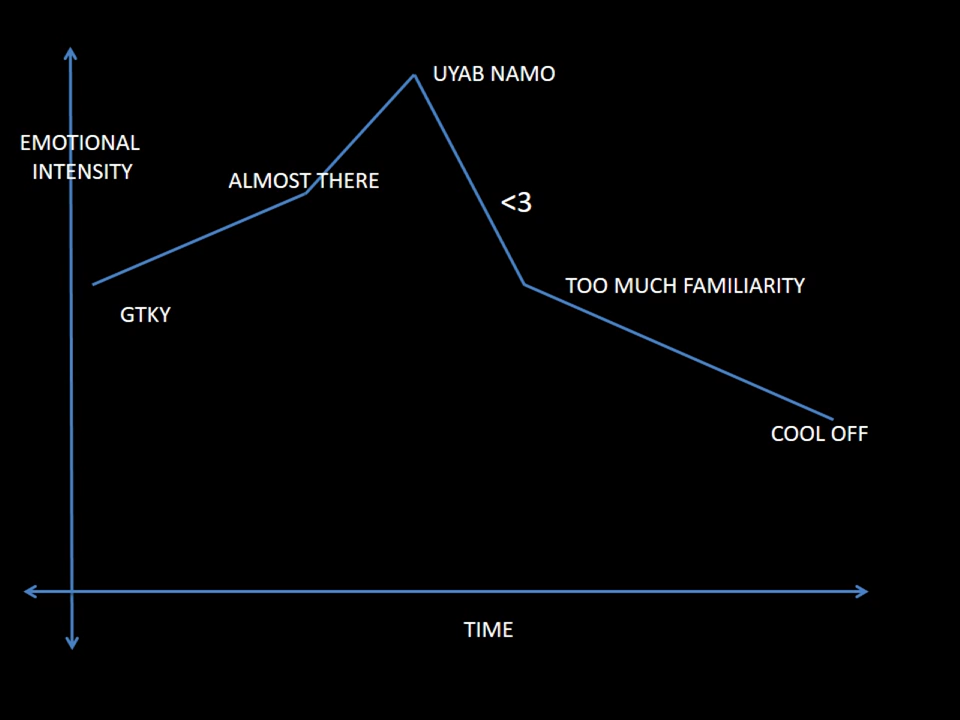 UYAB NAMO
EMOTIONAL
INTENSITY
ALMOST THERE
<3
TOO MUCH FAMILIARITY
GTKY
COOL OFF
TIME